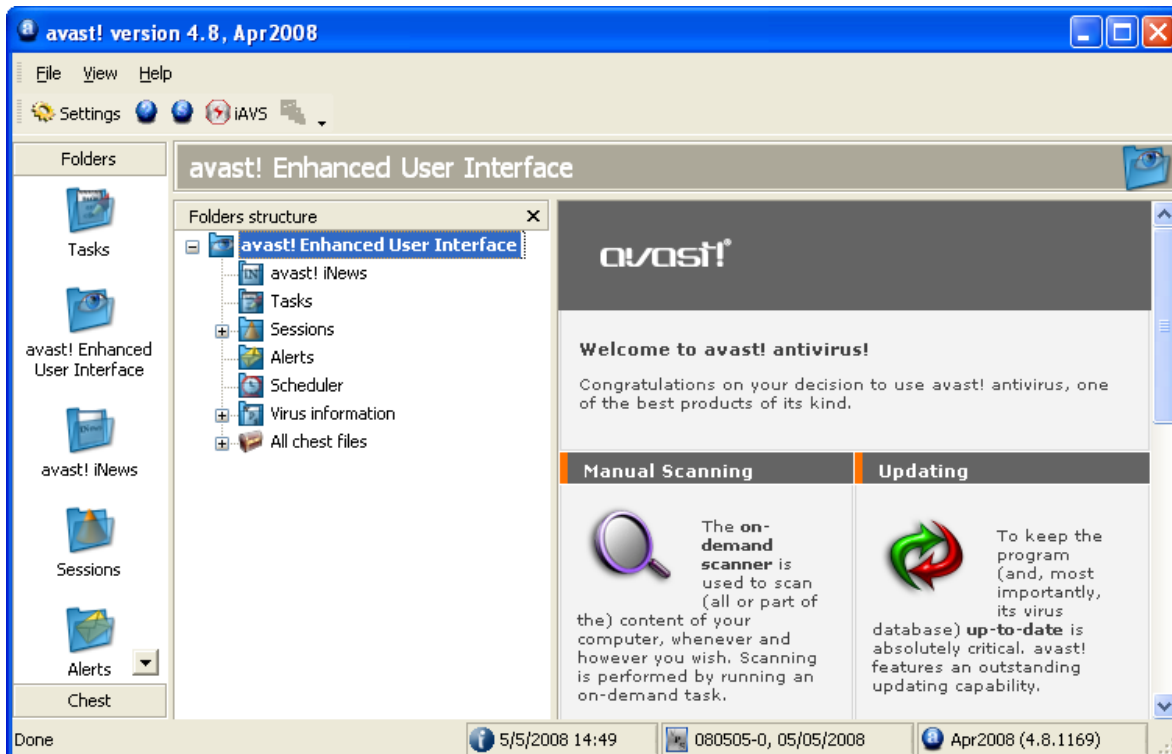 avast! version 4.8, Apr2008
File View Help
Settings iAVS
Folders
Tasks
avast! Enhanced
User Interface
avast! iNews
Sessions
Alerts
Chest
avast! Enhanced User Interface
Folders structure
avast! Enhanced User Interface
avast! iNews
Tasks
Sessions
Alerts
Scheduler
Virus information
All chest files
avast!®
Welcome to avast! antivirus!
Congratulations on your decision to use avast! antivirus, one
of the best products of its kind.
Manual Scanning
The on-
demand
scanner is
used to scan
(all or part of
the) content of your
computer, whenever and
however you wish. Scanning
is performed by running an
on-demand task.
Updating
To keep the
program
(and, most
importantly,
its virus
database) up-to-date is
absolutely critical. avast!
features an outstanding
updating capability.
Done
5/5/2008 14:49
080505-0, 05/05/2008
Apr2008 (4.8.1169)